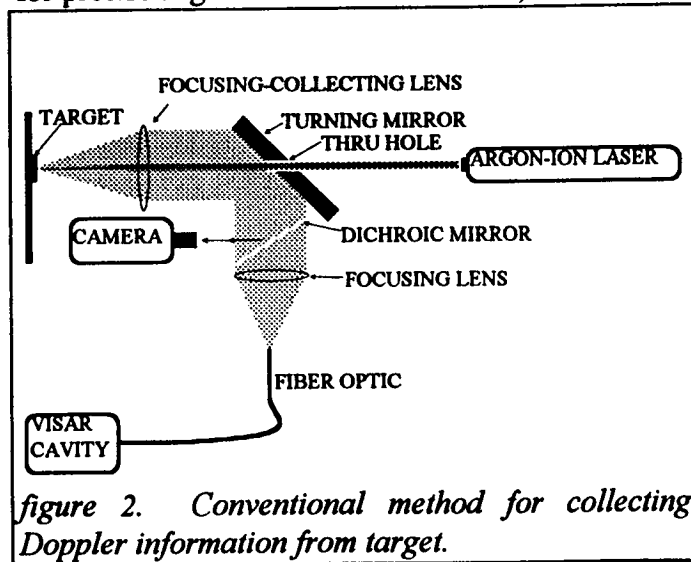 FOCUSING-COLLECTING LENS
TARGET
TURNING MIRROR
THRU HOLE
ARGON-ION LASER
CAMERA
DICHROIC MIRROR
FOCUSING LENS
FIBER OPTIC
VISAR
CAVITY
figure 2. Conventional method for collecting
Doppler information from target.